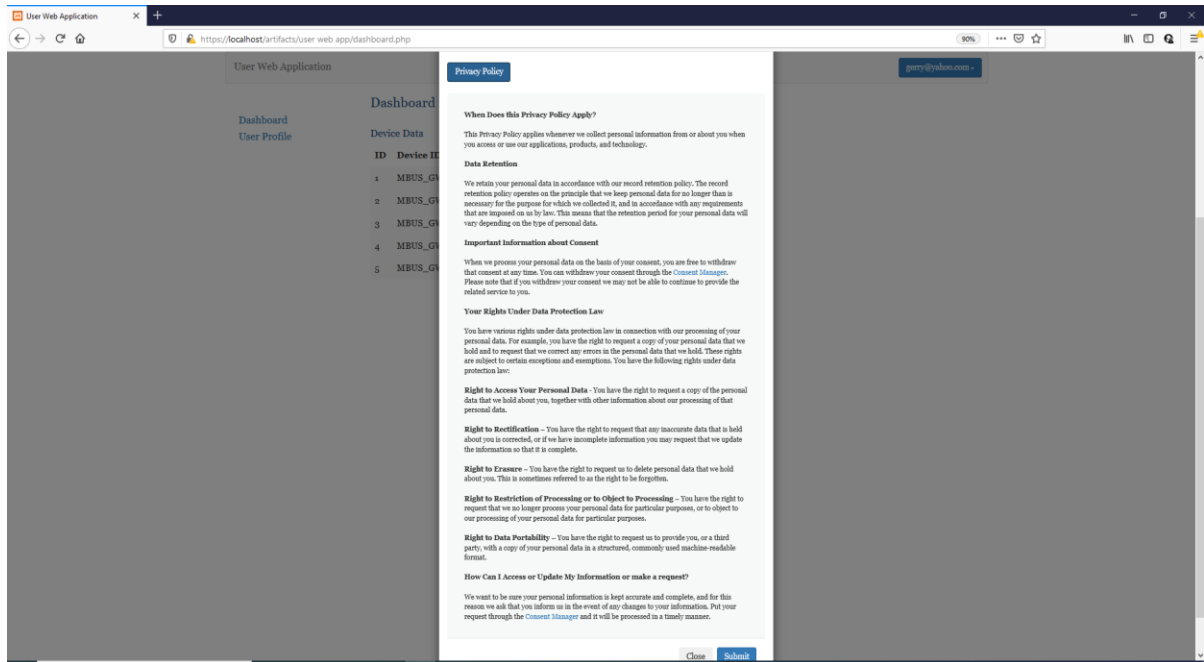 User Web Application
https://localhost/artifacts/user web app/dashboard.php
90%
User Web Application
gerry@yahoo.com
Dashboard
User Profile
Dashboard
Device Data
ID Device ID
1 MBUS_GW
2 MBUS_GW
3 MBUS_GW
4 MBUS_GW
5 MBUS_GW
Privacy Policy
When Does this Privacy Policy Apply?
This Privacy Policy applies whenever we collect personal information from or about you when
you access or use our applications, products, and technology.
Data Retention
We retain your personal data in accordance with our record retention policy. The record
retention policy operates on the principle that we keep personal data for no longer than is
necessary for the purpose for which we collected it, and in accordance with any requirements
that are imposed on us by law. This means that the retention period for your personal data will
vary depending on the type of personal data.
Important Information about Consent
When we process your personal data on the basis of your consent, you are free to withdraw
that consent at any time. You can withdraw your consent through the Consent Manager.
Please note that if you withdraw your consent we may not be able to continue to provide the
related service to you.
Your Rights Under Data Protection Law
You have various rights under data protection law in connection with our processing of your
personal data. For example, you have the right to request a copy of your personal data that we
hold and to request that we correct any errors in the personal data that we hold. These rights
are subject to certain exceptions and exemptions. You have the following rights under data
protection law:
Right to Access Your Personal Data - You have the right to request a copy of the personal
data that we hold about you, together with other information about our processing of that
personal data.
Right to Rectification – You have the right to request that any inaccurate data that is held
about you is corrected, or if we have incomplete information you may request that we update
the information so that it is complete.
Right to Erasure – You have the right to request us to delete personal data that we hold
about you. This is sometimes referred to as the right to be forgotten.
Right to Restriction of Processing or to Object to Processing – You have the right to
request that we no longer process your personal data for particular purposes, or to object to
our processing of your personal data for particular purposes.
Right to Data Portability – You have the right to request us to provide you, or a third
party, with a copy of your personal data in a structured, commonly used machine-readable
format.
How Can I Access or Update My Information or make a request?
We want to be sure your personal information is kept accurate and complete, and for this
reason we ask that you inform us in the event of any changes to your information. Put your
request through the Consent Manager and it will be processed in a timely manner.
Close Submit